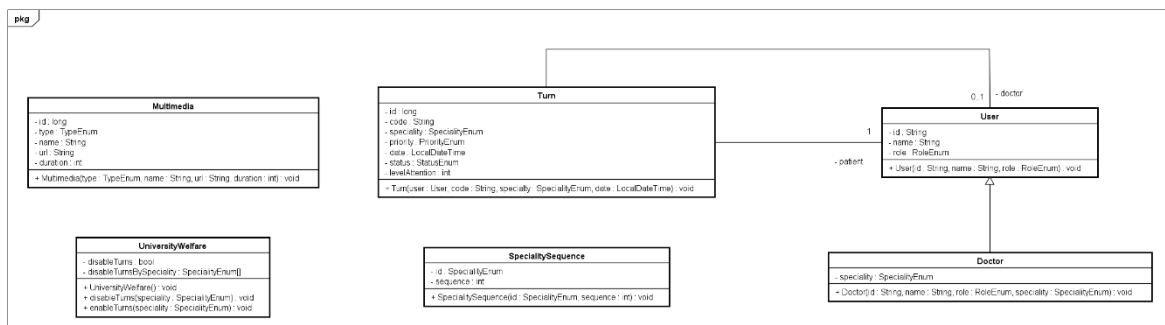 pkg
Multimedia
- id : long
- type : TypeEnum
- name : String
- url : String
- duration : int
+ Multimedia(type : TypeEnum, name : String, url : String, duration : int) : void
Turn
- id : long
- code : String
- speciality : SpecialityEnum
- priority : PriorityEnum
- date : LocalDateTime
- status : StatusEnum
- levelAttention : int
+ Turn(user : User, code : String, specialty : SpecialityEnum, date : LocalDateTime) : void
0..1
- doctor
1
- patient
User
- id : String
- name : String
- role : RoleEnum
+ User(id : String, name : String, role : RoleEnum) : void
UniversityWelfare
- disableTurns : bool
- disableTurnsBySpeciality : SpecialityEnum[]
+ UniversityWelfare() : void
+ disableTurns(speciality : SpecialityEnum) : void
+ enableTurns(speciality : SpecialityEnum) : void
SpecialitySequence
- id : SpecialityEnum
- sequence : int
+ SpecialitySequence(id : SpecialityEnum, sequence : int) : void
Doctor
- speciality : SpecialityEnum
+ Doctor(id : String, name : String, role : RoleEnum, speciality : SpecialityEnum) : void